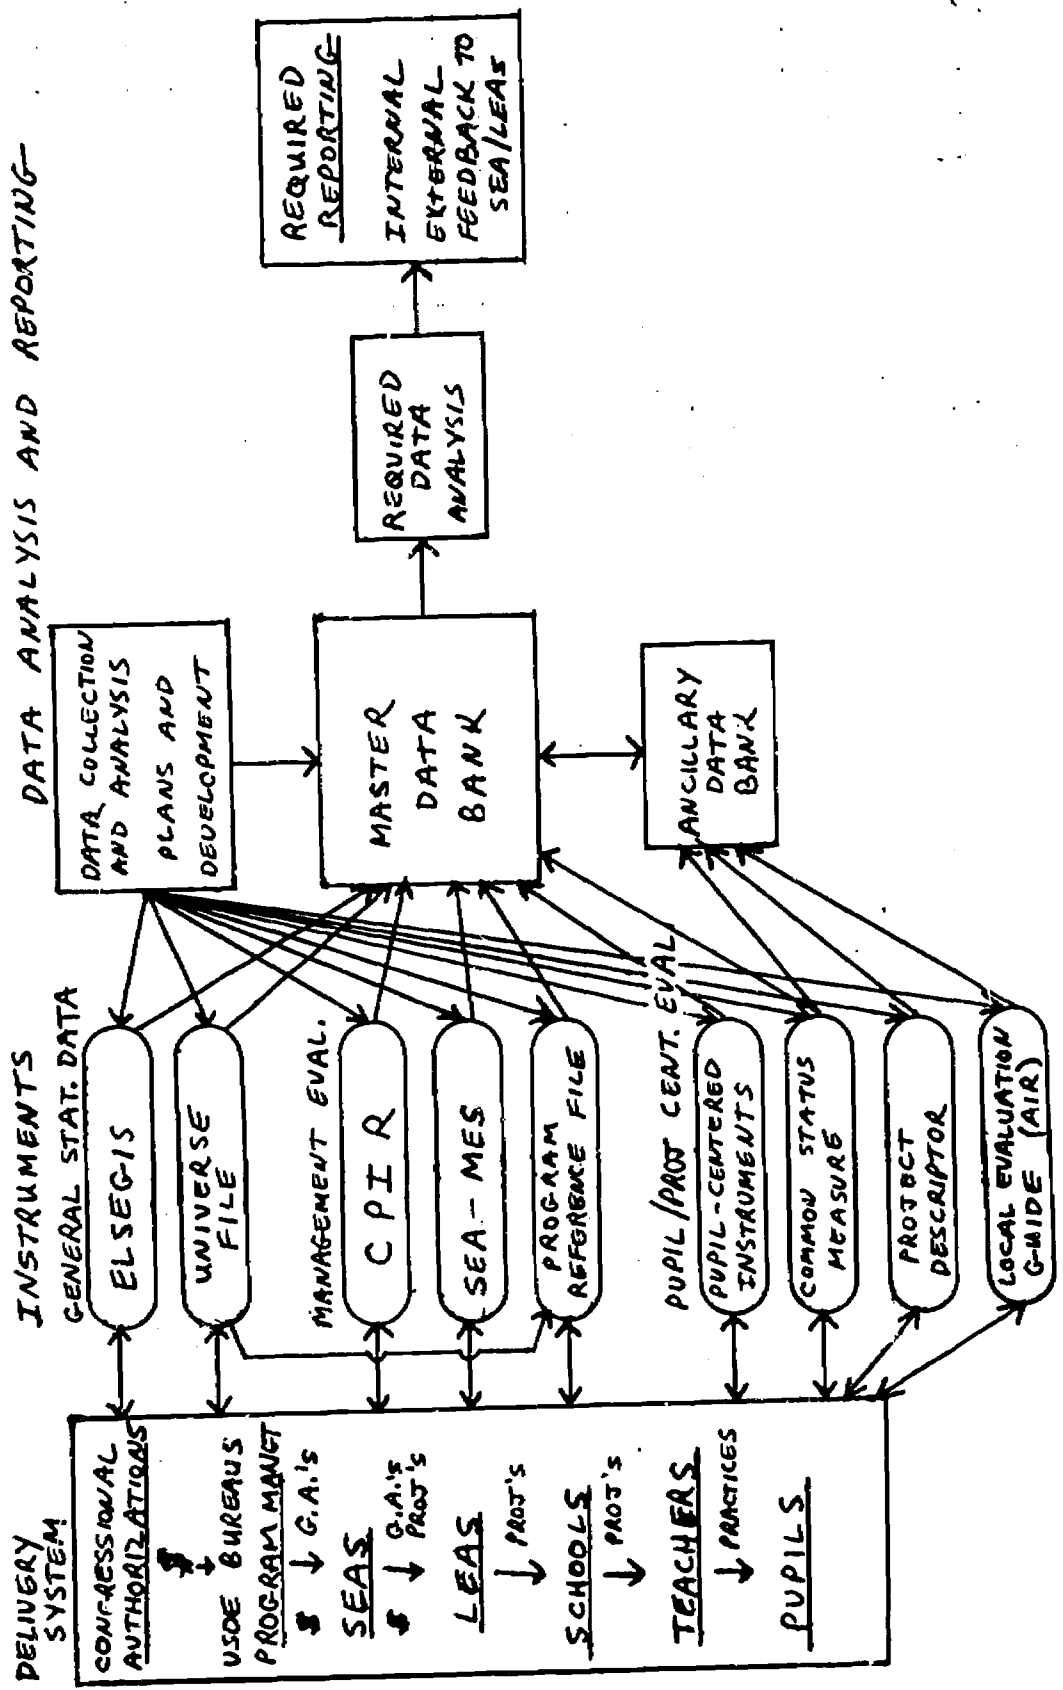 DELIVERY
SYSTEM
CONGRESSIONAL
AUTHORIZATIONS
$ ↓
USOE BUREAUS
PROGRAM MANGT
$ ↓ G.A.'s
SEAS
$ ↓ G.A.'s
PROJ'S
LEAS
↓ PROJ'S
SCHOOLS
↓ PROJ'S
TEACHERS
↓ PRACTICES
PUPILS
INSTRUMENTS
GENERAL STAT. DATA
ELSEGIS
UNIVERSE
FILE
MANAGEMENT EVAL.
CPIR
SEA-MES
PROGRAM
REFERENCE FILE
PUPIL/PROJ CENT. EVAL.
PUPIL-CENTERED
INSTRUMENTS
COMMON STATUS
MEASURE
PROJECT
DESCRIPTOR
LOCAL EVALUATION
GUIDE (AIR)
DATA ANALYSIS AND REPORTING
DATA COLLECTION
AND ANALYSIS
PLANS AND
DEVELOPMENT
MASTER
DATA
BANK
ANCILLARY
DATA
BANK
REQUIRED
DATA
ANALYSIS
REQUIRED
REPORTING
INTERNAL
EXTERNAL
FEEDBACK TO
SEA/LEAS